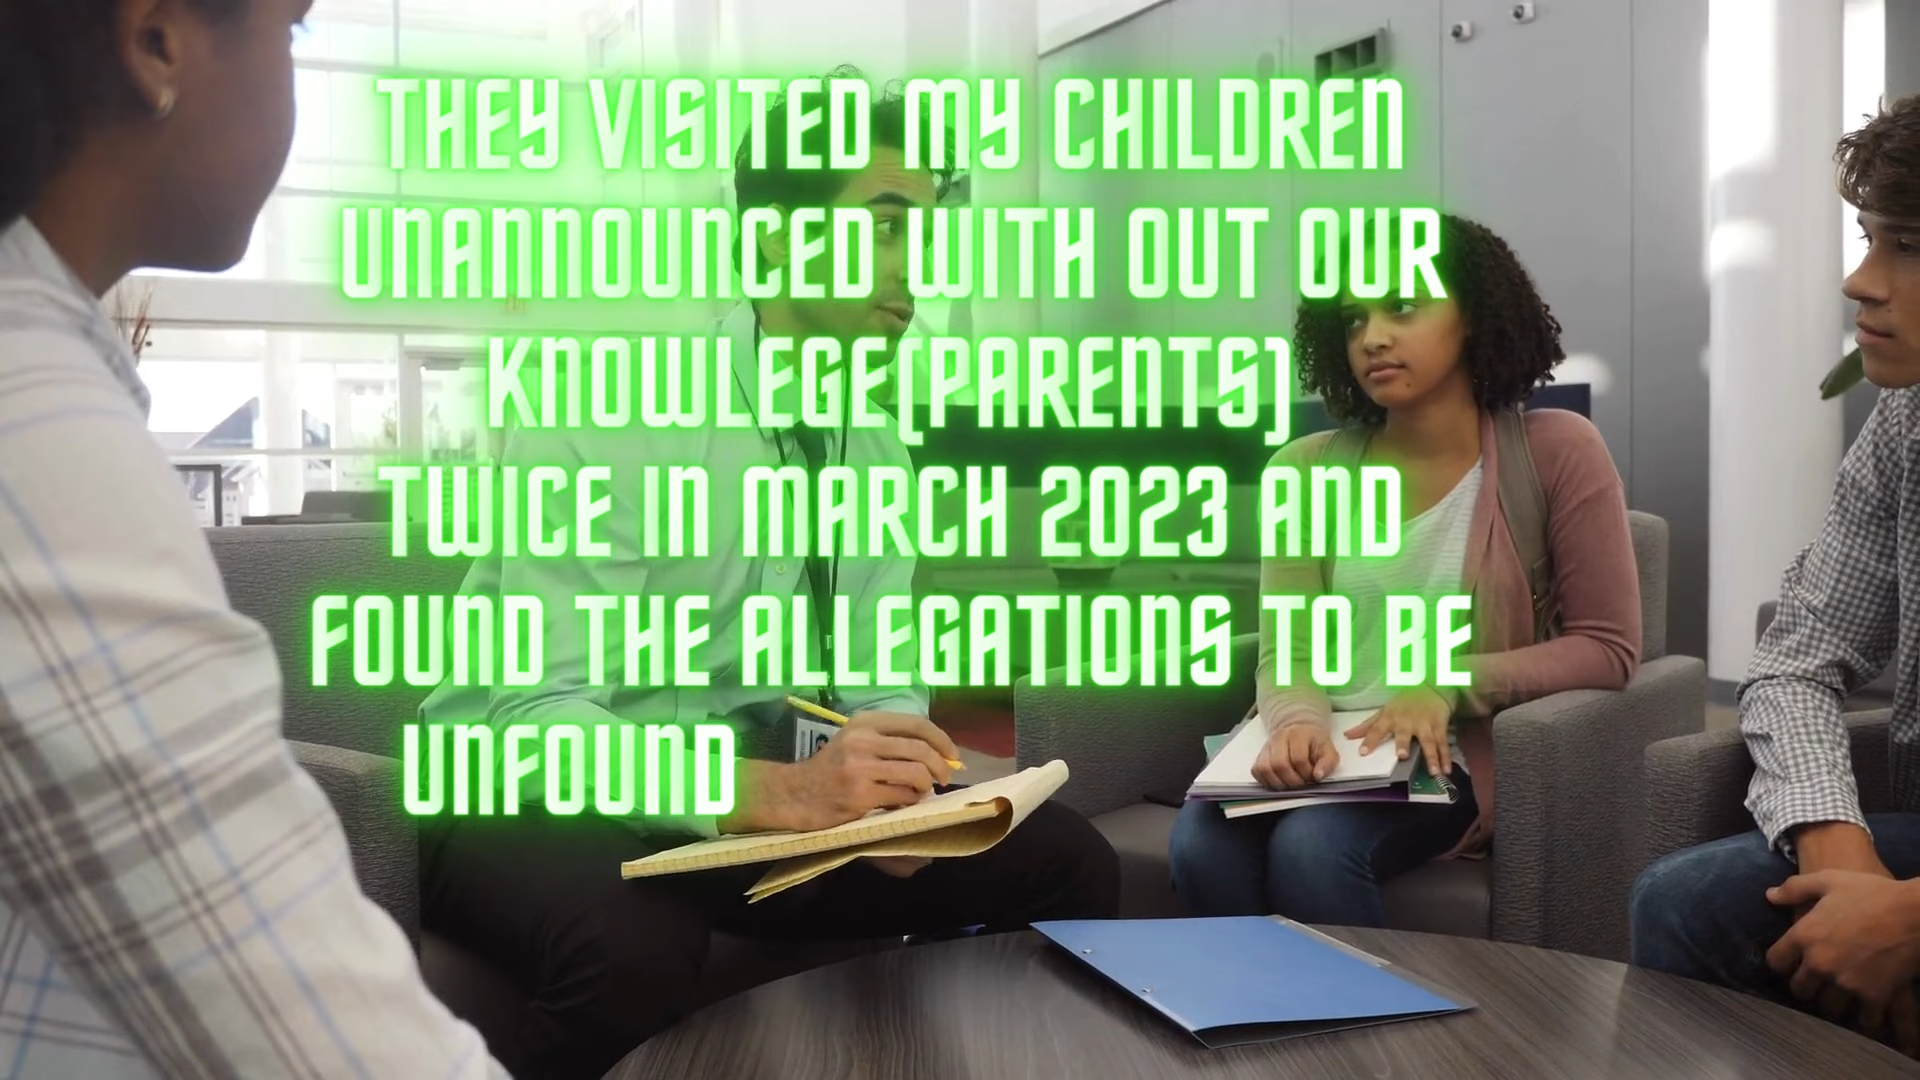 THEY VISITED MY CHILDREN
UNANNOUNCED WITH OUT OUR
KNOWLEGE(PARENTS)
TWICE IN MARCH 2023 AND
FOUND THE ALLEGATIONS TO BE
UNFOUND